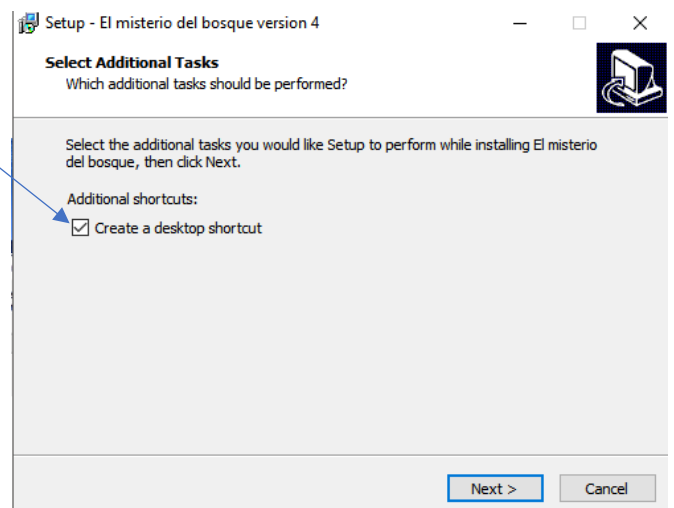 Setup - El misterio del bosque version 4
Select Additional Tasks
Which additional tasks should be performed?
Select the additional tasks you would like Setup to perform while installing El misterio
del bosque, then click Next.
Additional shortcuts:
Create a desktop shortcut
Next >
Cancel